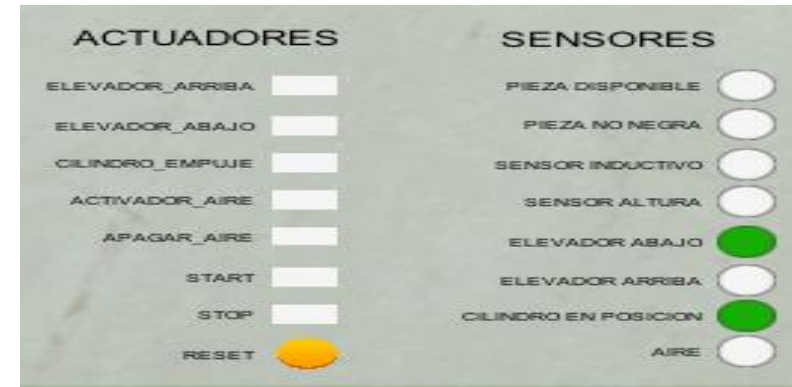 ACTUADORES
ELEVADOR_ARRIBA
ELEVADOR_ABAJO
CILINDRO_EMPUJE
ACTIVADOR_AIRE
APAGAR_AIRE
START
STOP
RESET
SENSORES
PIEZA DISPONIBLE
PIEZA NO NEGRA
SENSOR INDUCTIVO
SENSOR ALTURA
ELEVADOR ABAJO
ELEVADOR ARRIBA
CILINDRO EN POSICION
AIRE